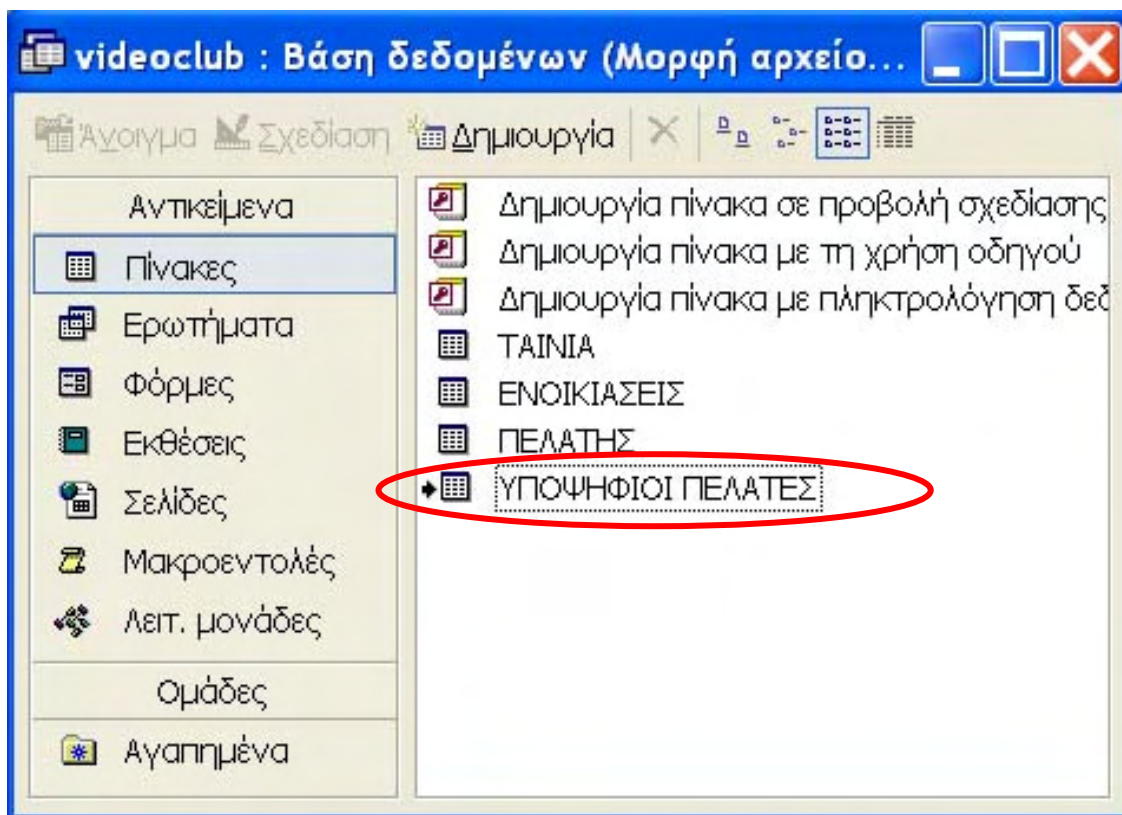 videoclub : Βάση δεδομένων (Μορφή αρχείο...
Άνοιγμα Σχεδίαση Δημιουργία
Αντικείμενα
Πίνακες
Ερωτήματα
Φόρμες
Εκθέσεις
Σελίδες
Μακροεντολές
Λειτ. μονάδες
Ομάδες
Αγαπημένα
Δημιουργία πίνακα σε προβολή σχεδίασης
Δημιουργία πίνακα με τη χρήση οδηγού
Δημιουργία πίνακα με πληκτρολόγηση δεδ
ΤΑΙΝΙΑ
ΕΝΟΙΚΙΑΣΕΙΣ
ΠΕΛΑΤΗΣ
ΥΠΟΨΗΦΙΟΙ ΠΕΛΑΤΕΣ